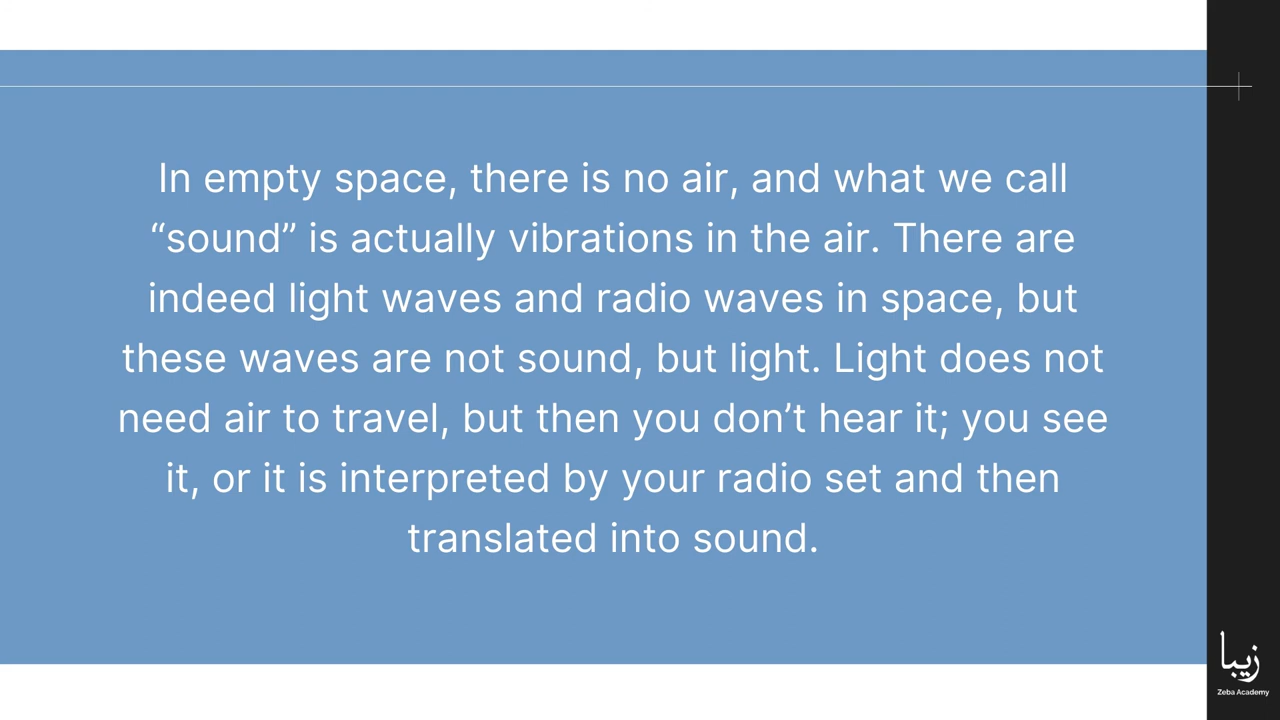 In empty space, there is no air, and what we call
“sound” is actually vibrations in the air. There are
indeed light waves and radio waves in space, but
these waves are not sound, but light. Light does not
need air to travel, but then you don’t hear it; you see
it, or it is interpreted by your radio set and then
translated into sound.
زیبا
Zeba Academy